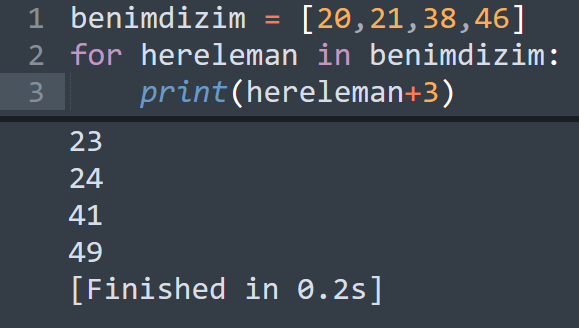 1 benimdizim = [20,21,38,46]
2 for hereleman in benimdizim:
3     print(hereleman+3)
23
24
41
49
[Finished in 0.2s]